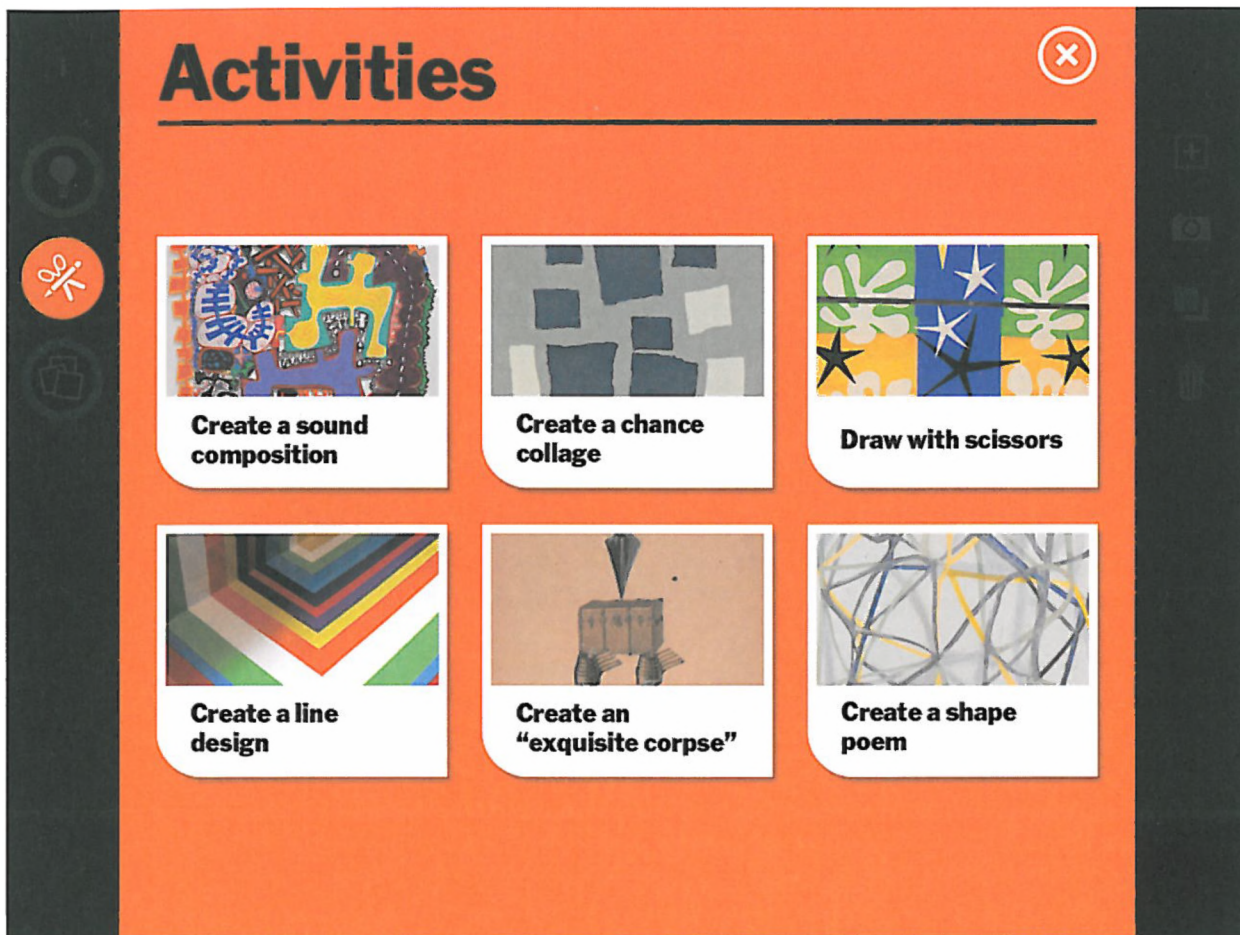 Activities
Create a sound
composition
Create a chance
collage
Draw with scissors
Create a line
design
Create an
“exquisite corpse”
Create a shape
poem